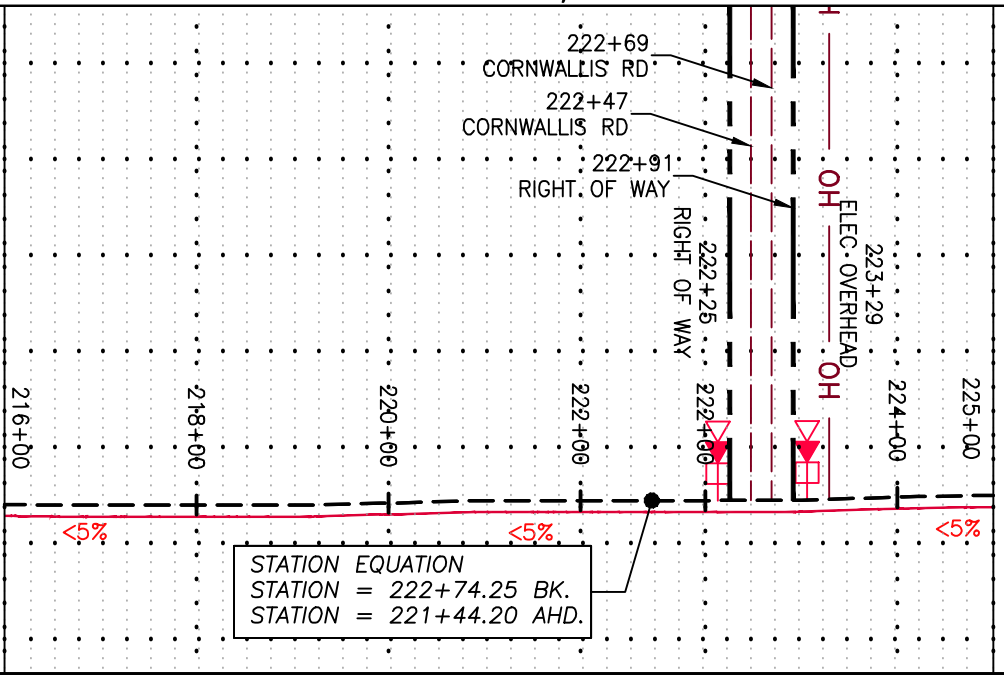 222+69
CORNWALLIS RD
222+47
CORNWALLIS RD
222+91
RIGHT OF WAY
222+25
RIGHT OF WAY
223+29
ELEC OVERHEAD
OH
OH
216+00
218+00
220+00
222+00
222+00
224+00
225+00
<5%
<5%
<5%
STATION EQUATION
STATION = 222+74.25 BK.
STATION = 221+44.20 AHD.